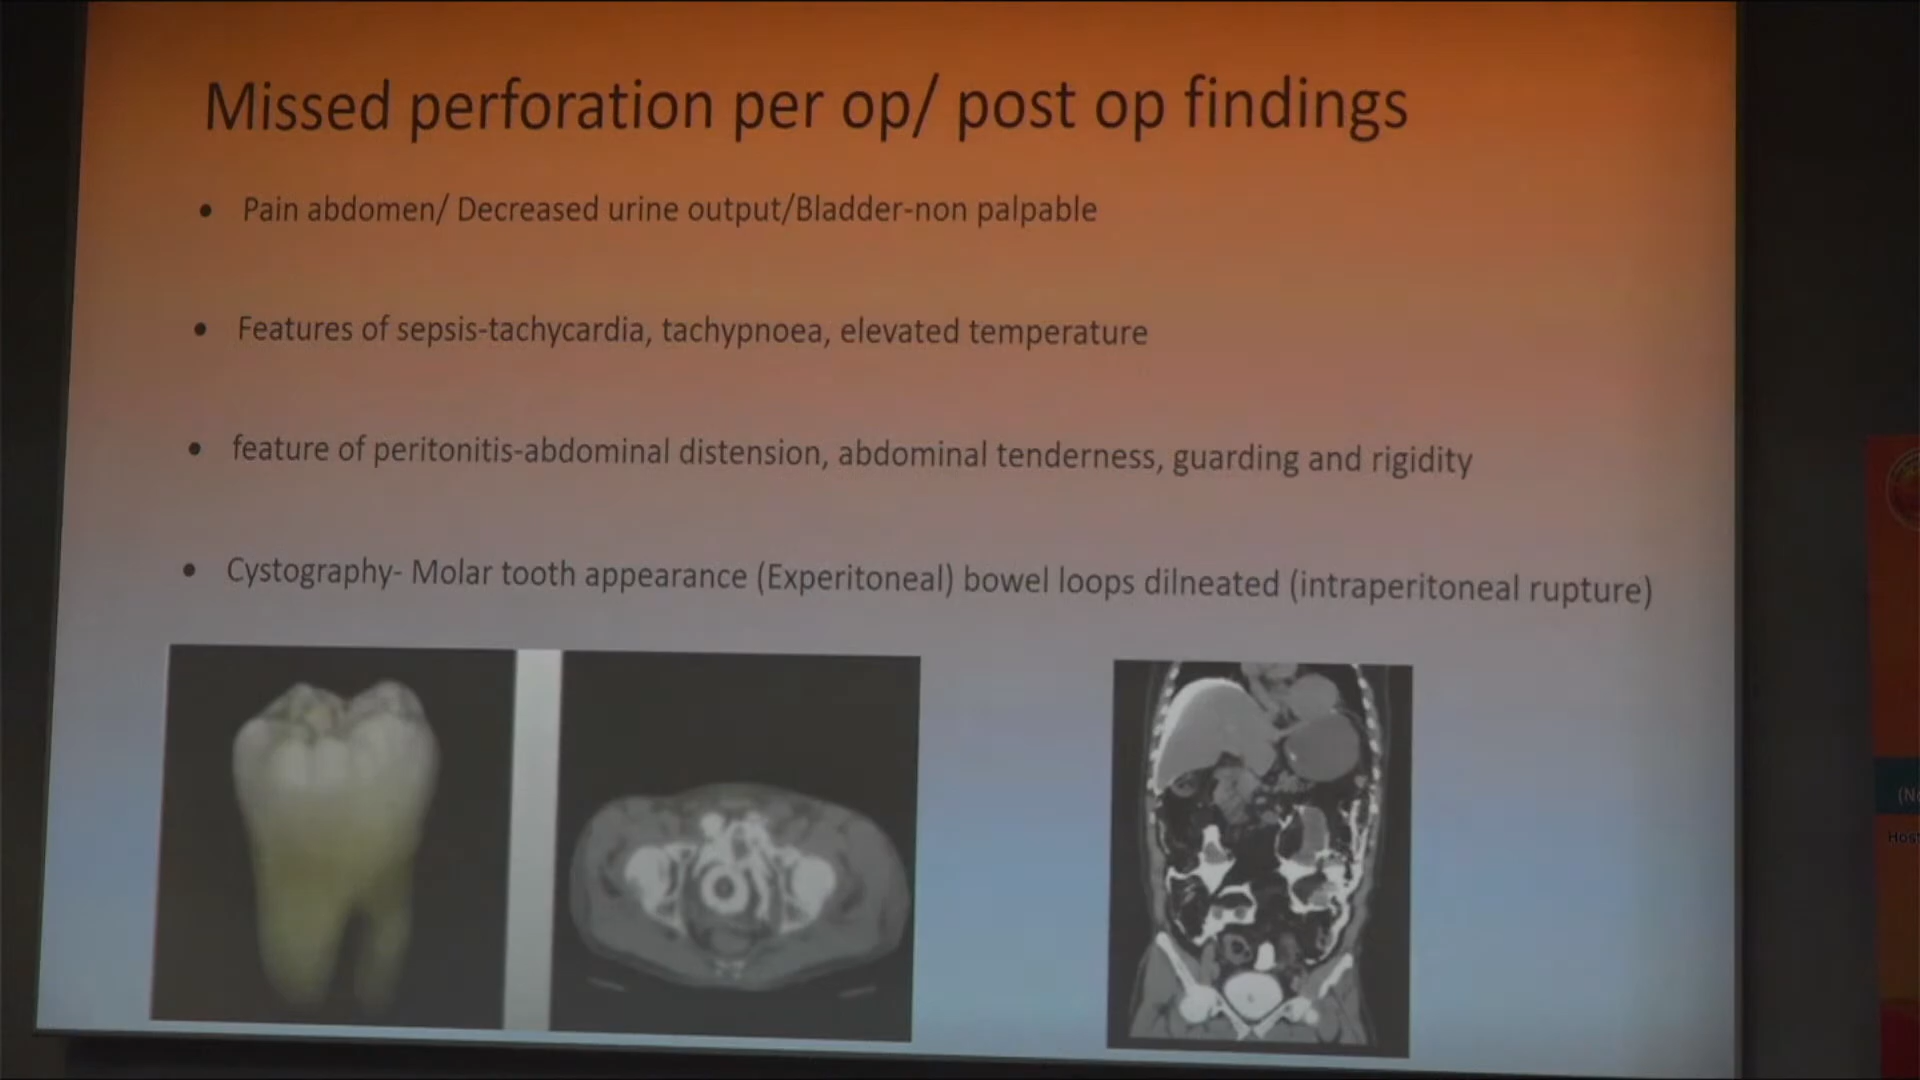 Missed perforation per op/ post op findings
• Pain abdomen/ Decreased urine output/Bladder-non palpable
• Features of sepsis-tachycardia, tachypnoea, elevated temperature
• feature of peritonitis-abdominal distension, abdominal tenderness, guarding and rigidity
• Cystography- Molar tooth appearance (Experitoneal) bowel loops dilneated (intraperitoneal rupture)